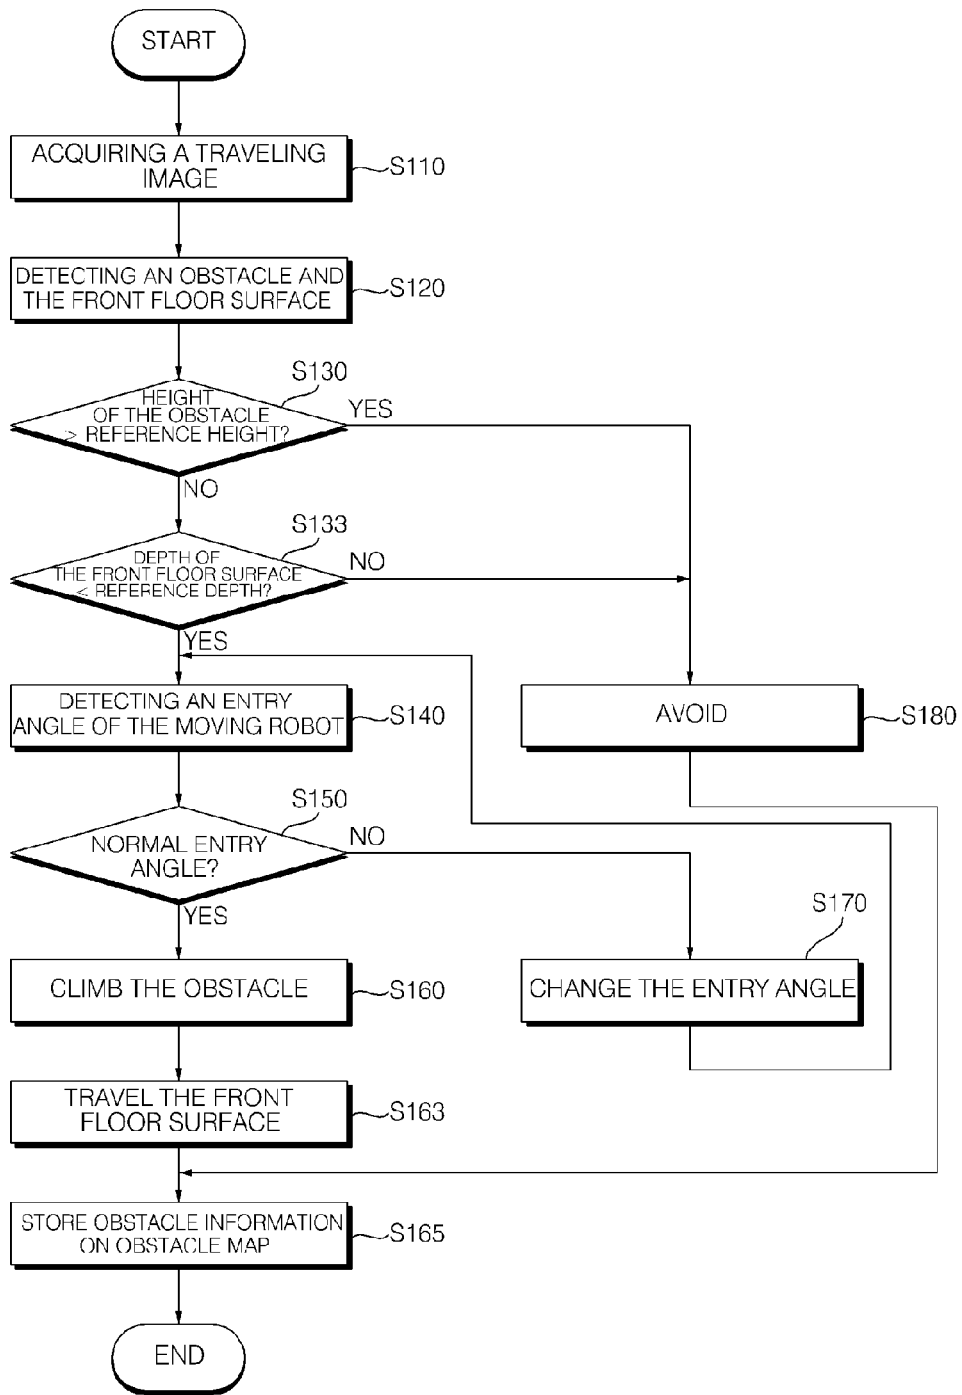 START
ACQUIRING A TRAVELING
IMAGE
S110
DETECTING AN OBSTACLE AND
THE FRONT FLOOR SURFACE
S120
S130
HEIGHT
OF THE OBSTACLE
> REFERENCE HEIGHT?
YES
NO
S133
DEPTH OF
THE FRONT FLOOR SURFACE
< REFERENCE DEPTH?
NO
YES
DETECTING AN ENTRY
ANGLE OF THE MOVING ROBOT
S140
AVOID
S180
S150
NORMAL ENTRY
ANGLE?
NO
YES
S170
CLIMB THE OBSTACLE
S160
CHANGE THE ENTRY ANGLE
TRAVEL THE FRONT
FLOOR SURFACE
S163
STORE OBSTACLE INFORMATION
ON OBSTACLE MAP
S165
END